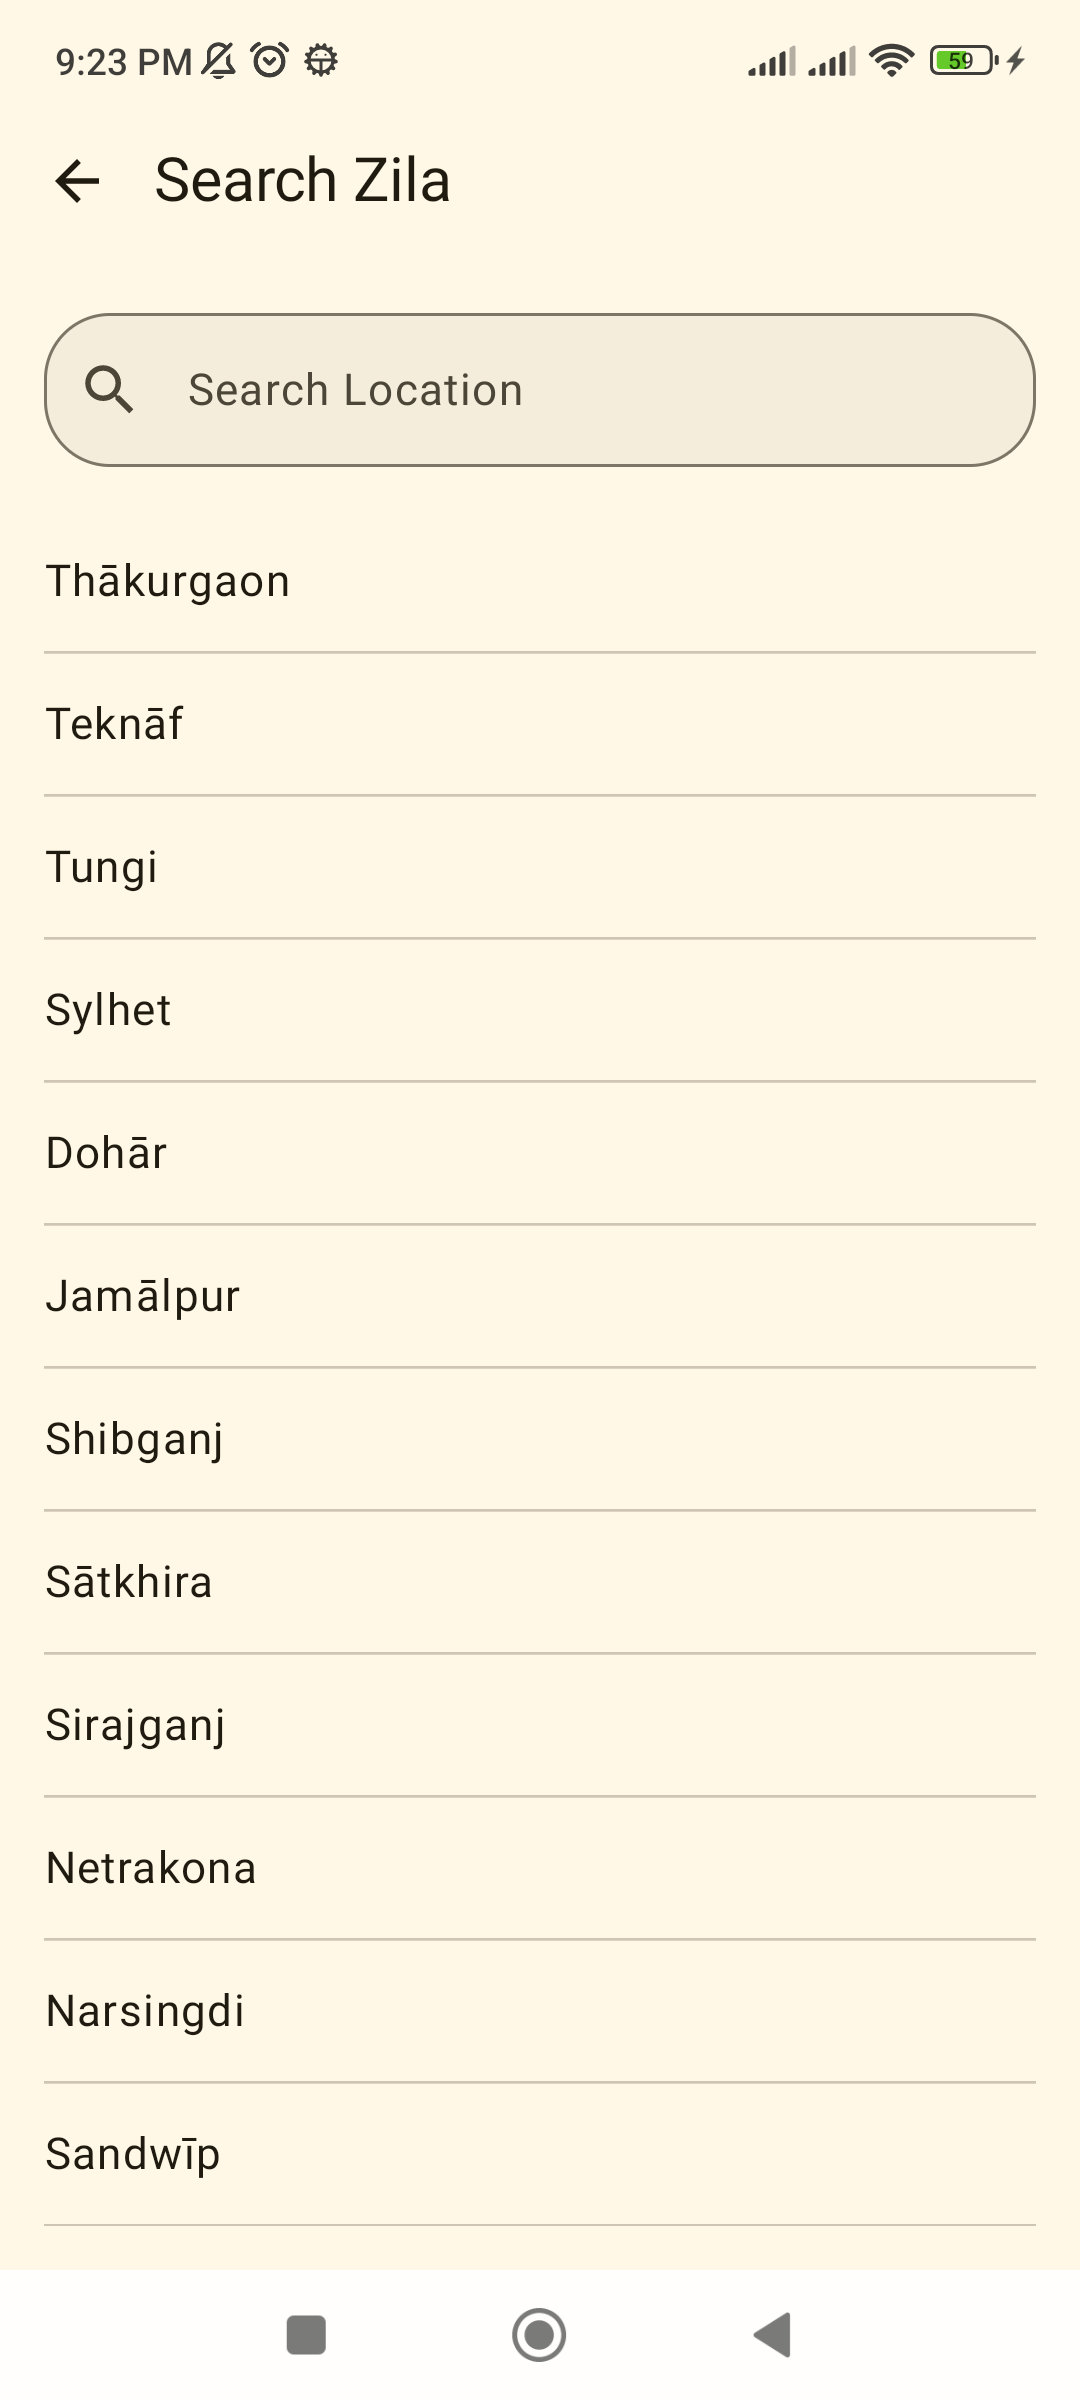 9:23 PM
59
Search Zila
Search Location
Thākurgaon
Teknāf
Tungi
Sylhet
Dohār
Jamālpur
Shibganj
Sātkhira
Sirajganj
Netrakona
Narsingdi
Sandwīp